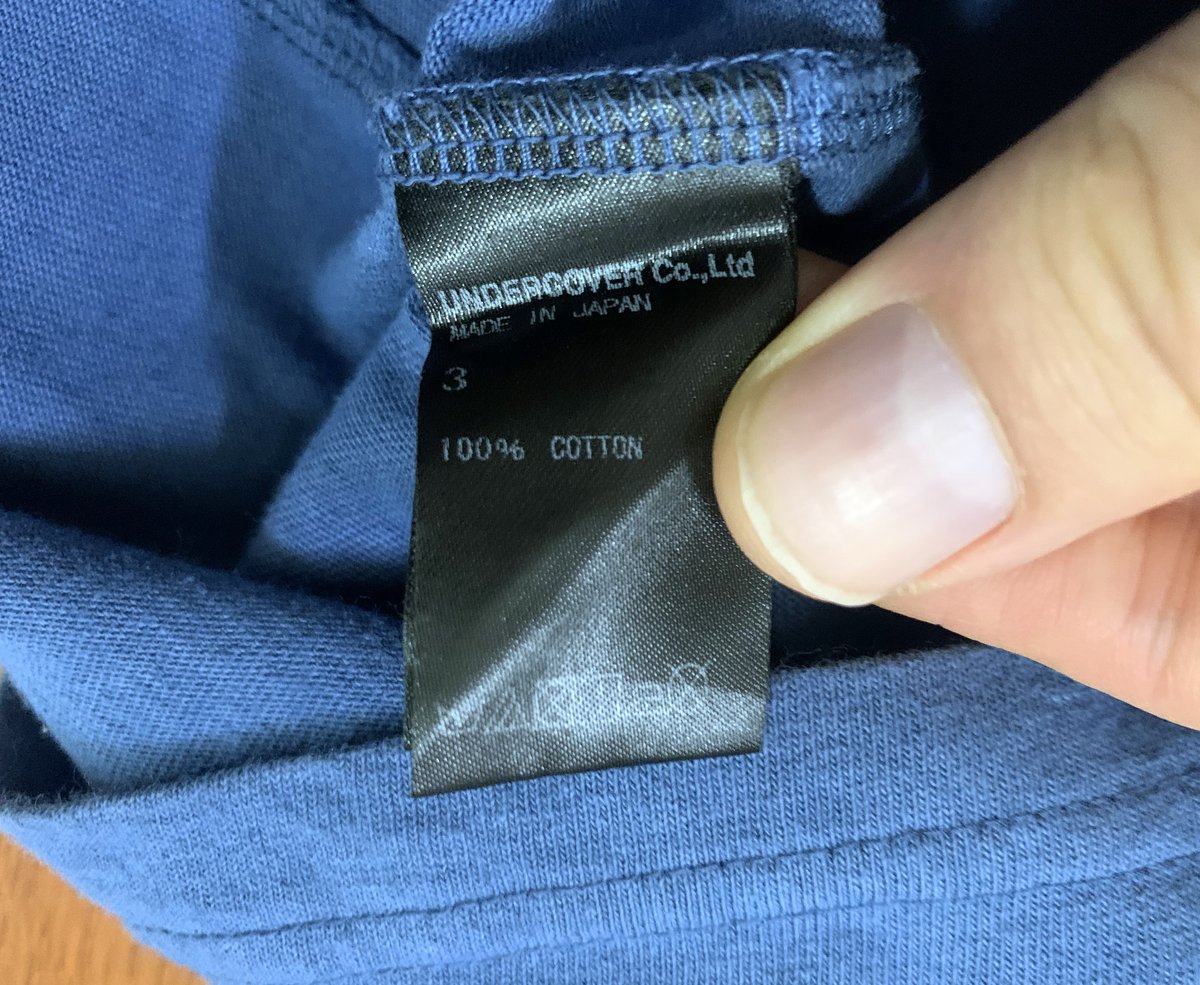 UNDERCOVER Co.,Ltd
MADE IN JAPAN
3
100% COTTON